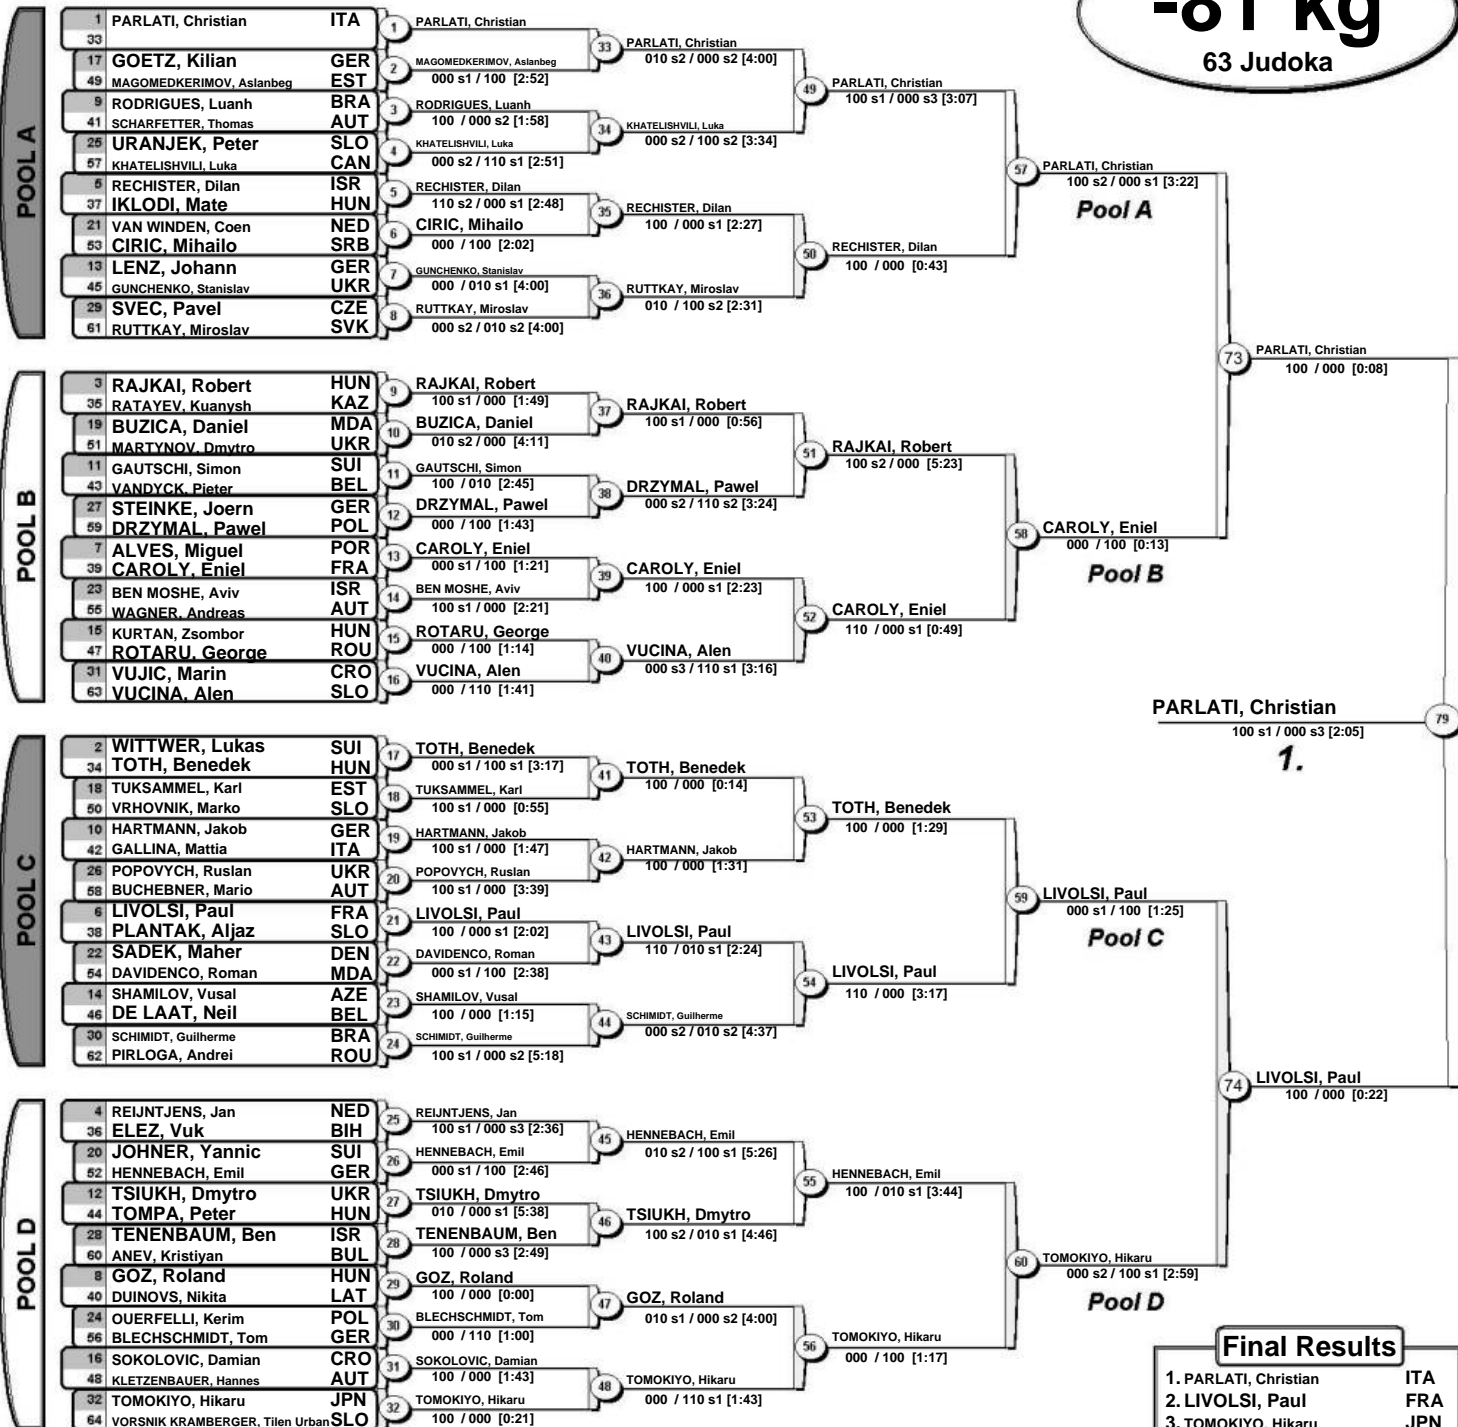 -81 kg
63 Judoka
POOL A
1 PARLATI, Christian ITA
33
17 GOETZ, Kilian GER
49 MAGOMEDKERIMOV, Aslanbeg EST
9 RODRIGUES, Luanh BRA
41 SCHARFETTER, Thomas AUT
25 URANJEK, Peter SLO
57 KHATELISHVILI, Luka CAN
5 RECHISTER, Dilan ISR
37 IKLODI, Mate HUN
21 VAN WINDEN, Coen NED
53 CIRIC, Mihailo SRB
13 LENZ, Johann GER
45 GUNCHENKO, Stanislav UKR
29 SVEC, Pavel CZE
61 RUTTKAY, Miroslav SVK
1 PARLATI, Christian
2 MAGOMEDKERIMOV, Aslanbeg
000 s1 / 100 [2:52]
3 RODRIGUES, Luanh
100 / 000 s2 [1:58]
4 KHATELISHVILI, Luka
000 s2 / 110 s1 [2:51]
5 RECHISTER, Dilan
110 s2 / 000 s1 [2:48]
6 CIRIC, Mihailo
000 / 100 [2:02]
7 GUNCHENKO, Stanislav
000 / 010 s1 [4:00]
8 RUTTKAY, Miroslav
000 s2 / 010 s2 [4:00]
33 PARLATI, Christian
010 s2 / 000 s2 [4:00]
34 KHATELISHVILI, Luka
000 s2 / 100 s2 [3:34]
35 RECHISTER, Dilan
100 / 000 s1 [2:27]
36 RUTTKAY, Miroslav
010 / 100 s2 [2:31]
49 PARLATI, Christian
100 s1 / 000 s3 [3:07]
50 RECHISTER, Dilan
100 / 000 [0:43]
57 PARLATI, Christian
100 s2 / 000 s1 [3:22]
Pool A
POOL B
3 RAJKAI, Robert HUN
35 RATAYEV, Kuanysh KAZ
19 BUZICA, Daniel MDA
51 MARTYNOV, Dmytro UKR
11 GAUTSCHI, Simon SUI
43 VANDYCK, Pieter BEL
27 STEINKE, Joern GER
59 DRZYMAL, Pawel POL
7 ALVES, Miguel POR
39 CAROLY, Eniel FRA
23 BEN MOSHE, Aviv ISR
55 WAGNER, Andreas AUT
15 KURTAN, Zsombor HUN
47 ROTARU, George ROU
31 VUJIC, Marin CRO
63 VUCINA, Alen SLO
9 RAJKAI, Robert
100 s1 / 000 [1:49]
10 BUZICA, Daniel
010 s2 / 000 [4:11]
11 GAUTSCHI, Simon
100 / 010 [2:45]
12 DRZYMAL, Pawel
000 / 100 [1:43]
13 CAROLY, Eniel
000 s1 / 100 [1:21]
14 BEN MOSHE, Aviv
100 s1 / 000 [2:21]
15 ROTARU, George
000 / 100 [1:14]
16 VUCINA, Alen
000 / 110 [1:41]
37 RAJKAI, Robert
100 s1 / 000 [0:56]
38 DRZYMAL, Pawel
000 s2 / 110 s2 [3:24]
39 CAROLY, Eniel
100 / 000 s1 [2:23]
40 VUCINA, Alen
000 s3 / 110 s1 [3:16]
51 RAJKAI, Robert
100 s2 / 000 [5:23]
52 CAROLY, Eniel
110 / 000 s1 [0:49]
58 CAROLY, Eniel
000 / 100 [0:13]
Pool B
73 PARLATI, Christian
100 / 000 [0:08]
PARLATI, Christian 79
100 s1 / 000 s3 [2:05]
1.
POOL C
2 WITTWER, Lukas SUI
34 TOTH, Benedek HUN
18 TUKSAMMEL, Karl EST
50 VRHOVNIK, Marko SLO
10 HARTMANN, Jakob GER
42 GALLINA, Mattia ITA
26 POPOVYCH, Ruslan UKR
58 BUCHEBNER, Mario AUT
6 LIVOLSI, Paul FRA
38 PLANTAK, Aljaz SLO
22 SADEK, Maher DEN
54 DAVIDENCO, Roman MDA
14 SHAMILOV, Vusal AZE
46 DE LAAT, Neil BEL
30 SCHIMIDT, Guilherme BRA
62 PIRLOGA, Andrei ROU
17 TOTH, Benedek
000 s1 / 100 s1 [3:17]
18 TUKSAMMEL, Karl
100 s1 / 000 [0:55]
19 HARTMANN, Jakob
100 s1 / 000 [1:47]
20 POPOVYCH, Ruslan
100 s1 / 000 [3:39]
21 LIVOLSI, Paul
100 / 000 s1 [2:02]
22 DAVIDENCO, Roman
000 s1 / 100 [2:38]
23 SHAMILOV, Vusal
100 / 000 [1:15]
24 SCHIMIDT, Guilherme
100 s1 / 000 s2 [5:18]
41 TOTH, Benedek
100 / 000 [0:14]
42 HARTMANN, Jakob
100 / 000 [1:31]
43 LIVOLSI, Paul
110 / 010 s1 [2:24]
44 SCHIMIDT, Guilherme
000 s2 / 010 s2 [4:37]
53 TOTH, Benedek
100 / 000 [1:29]
54 LIVOLSI, Paul
110 / 000 [3:17]
59 LIVOLSI, Paul
000 s1 / 100 [1:25]
Pool C
POOL D
4 REIJNTJENS, Jan NED
36 ELEZ, Vuk BIH
20 JOHNER, Yannic SUI
52 HENNEBACH, Emil GER
12 TSIUKH, Dmytro UKR
44 TOMPA, Peter HUN
28 TENENBAUM, Ben ISR
60 ANEV, Kristiyan BUL
8 GOZ, Roland HUN
40 DUINOVS, Nikita LAT
24 OUERFELLI, Kerim POL
56 BLECHSCHMIDT, Tom GER
16 SOKOLOVIC, Damian CRO
48 KLETZENBAUER, Hannes AUT
32 TOMOKIYO, Hikaru JPN
64 VORSNIK KRAMBERGER, Tilen Urban SLO
25 REIJNTJENS, Jan
100 s1 / 000 s3 [2:36]
26 HENNEBACH, Emil
000 s1 / 100 [2:46]
27 TSIUKH, Dmytro
010 / 000 s1 [5:38]
28 TENENBAUM, Ben
100 / 000 s3 [2:49]
29 GOZ, Roland
100 / 000 [0:00]
30 BLECHSCHMIDT, Tom
000 / 110 [1:00]
31 SOKOLOVIC, Damian
100 / 000 [1:43]
32 TOMOKIYO, Hikaru
100 / 000 [0:21]
45 HENNEBACH, Emil
010 s2 / 100 s1 [5:26]
46 TSIUKH, Dmytro
100 s2 / 010 s1 [4:46]
47 GOZ, Roland
010 s1 / 000 s2 [4:00]
48 TOMOKIYO, Hikaru
000 / 110 s1 [1:43]
55 HENNEBACH, Emil
100 / 010 s1 [3:44]
56 TOMOKIYO, Hikaru
000 / 100 [1:17]
60 TOMOKIYO, Hikaru
000 s2 / 100 s1 [2:59]
Pool D
74 LIVOLSI, Paul
100 / 000 [0:22]
Final Results
1. PARLATI, Christian ITA
2. LIVOLSI, Paul FRA
3. TOMOKIYO, Hikaru JPN